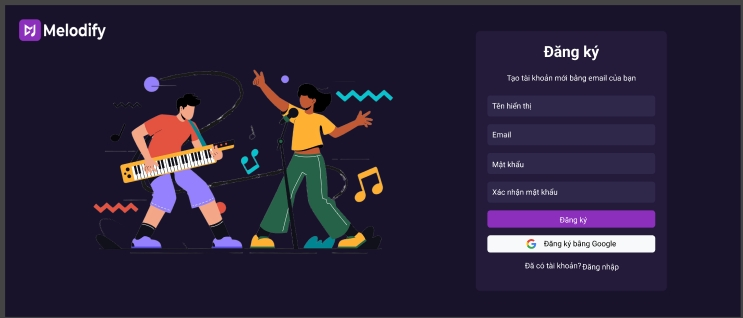 Melodify
Đăng ký
Tạo tài khoản mới bằng email của bạn
Tên hiển thị
Email
Mật khẩu
Xác nhận mật khẩu
Đăng ký
Đăng ký bằng Google
Đã có tài khoản? Đăng nhập